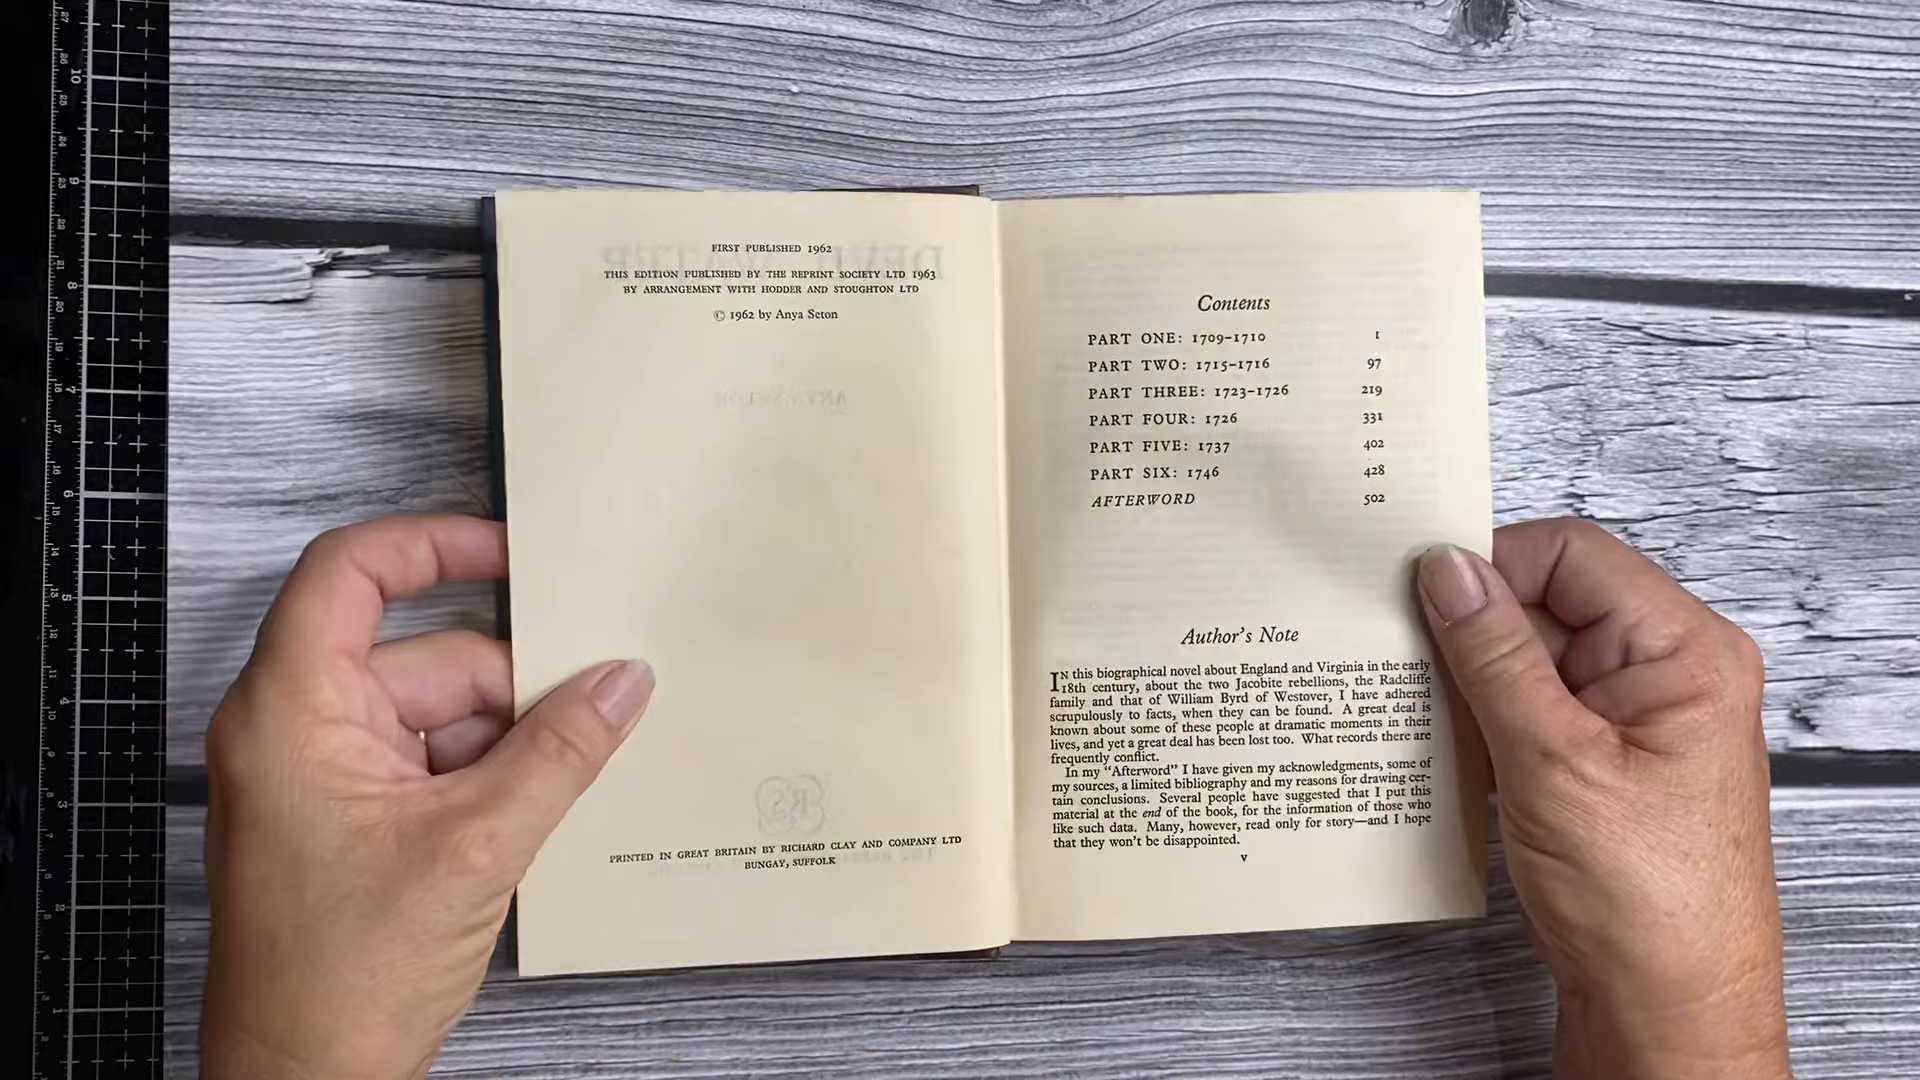 FIRST PUBLISHED 1962
THIS EDITION PUBLISHED BY THE REPRINT SOCIETY LTD 1963
BY ARRANGEMENT WITH HODDER AND STOUGHTON LTD
© 1962 by Anya Seton
PRINTED IN GREAT BRITAIN BY RICHARD CLAY AND COMPANY LTD
BUNGAY, SUFFOLK
Contents
PART ONE: 1709–1710 1
PART TWO: 1715–1716 97
PART THREE: 1723–1726 219
PART FOUR: 1726 331
PART FIVE: 1737 402
PART SIX: 1746 428
AFTERWORD 502
Author's Note
IN this biographical novel about England and Virginia in the early
18th century, about the two Jacobite rebellions, the Radcliffe
family and that of William Byrd of Westover, I have adhered
scrupulously to facts, when they can be found. A great deal is
known about some of these people at dramatic moments in their
lives, and yet a great deal has been lost too. What records there are
frequently conflict.
In my "Afterword" I have given my acknowledgments, some of
my sources, a limited bibliography and my reasons for drawing cer-
tain conclusions. Several people have suggested that I put this
material at the end of the book, for the information of those who
like such data. Many, however, read only for story—and I hope
that they won't be disappointed.
v